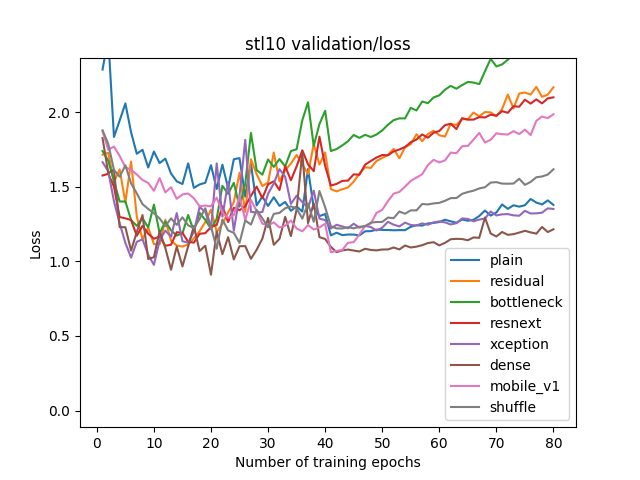 stl10 validation/loss
Loss
2.0
1.5
1.0
0.5
0.0
0 10 20 30 40 50 60 70 80
Number of training epochs
plain
residual
bottleneck
resnext
xception
dense
mobile_v1
shuffle